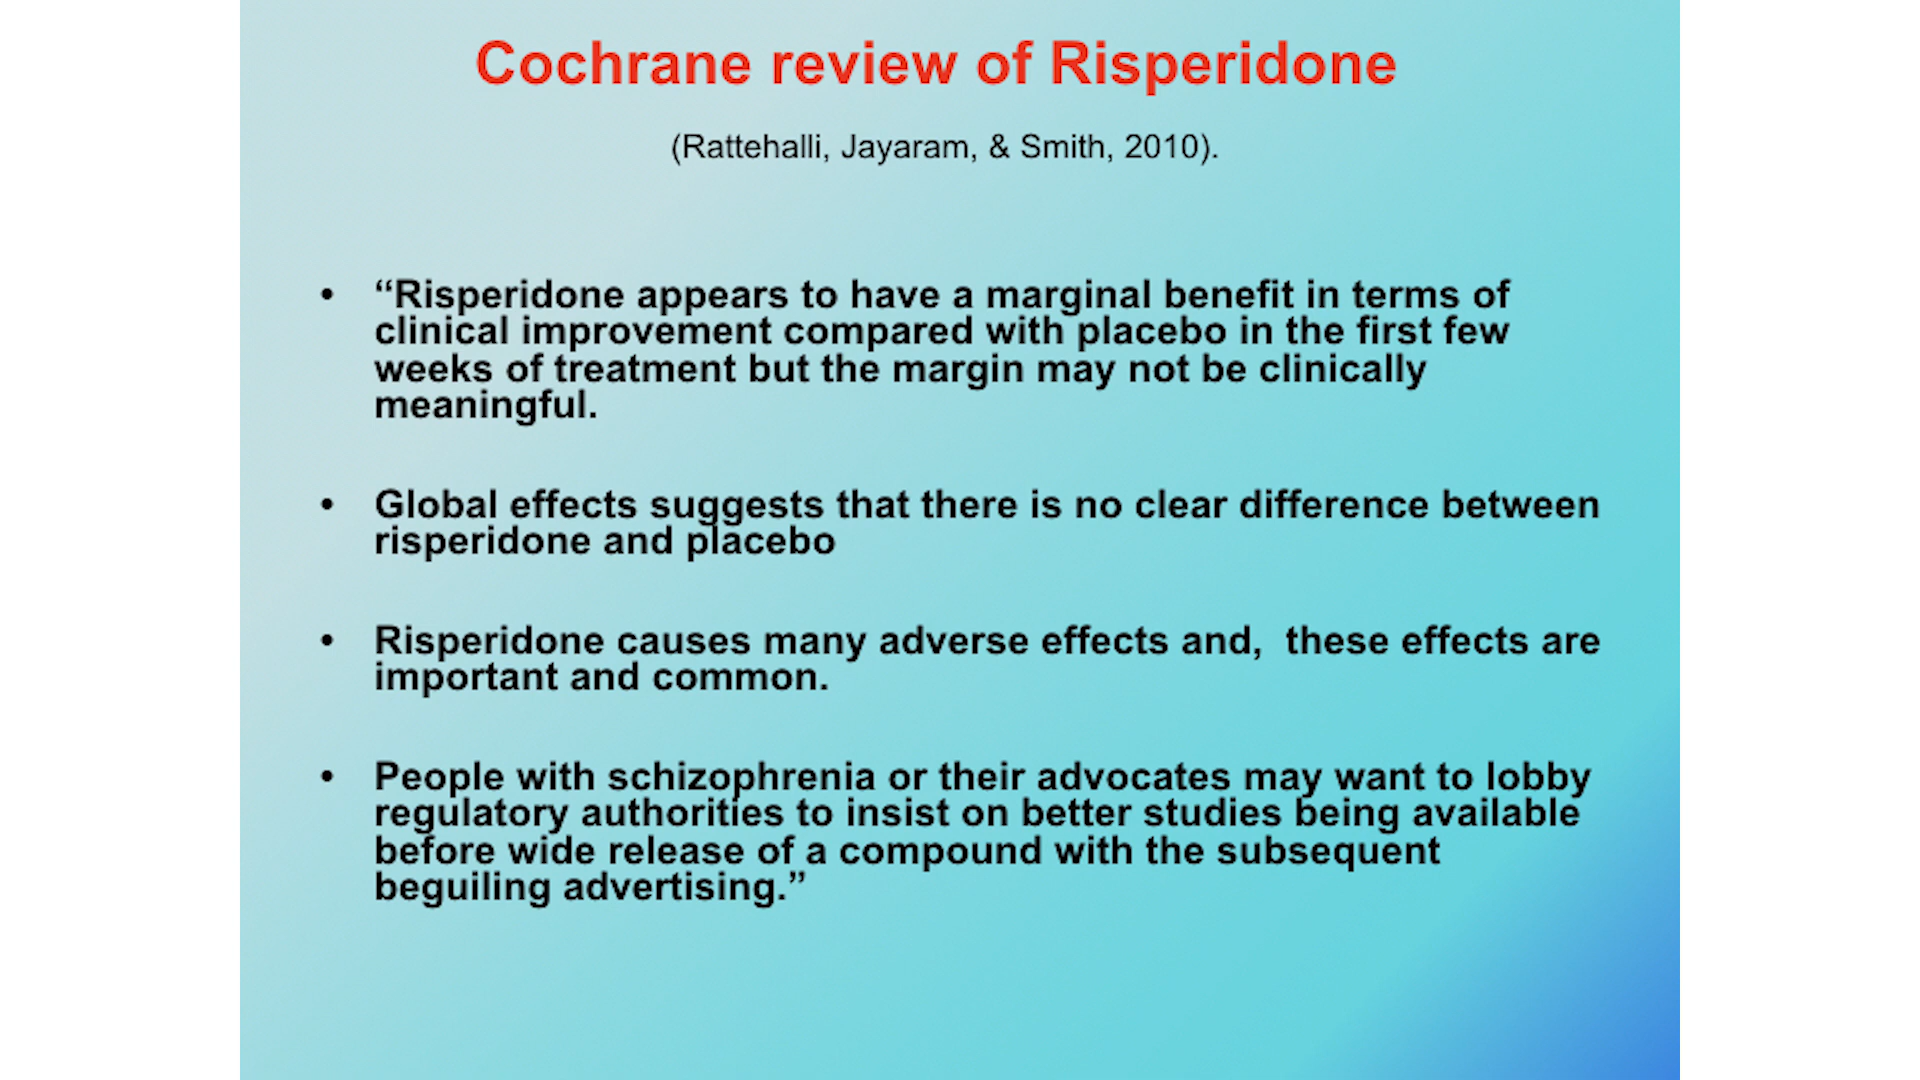 Cochrane review of Risperidone
(Rattehalli, Jayaram, & Smith, 2010).
• “Risperidone appears to have a marginal benefit in terms of
clinical improvement compared with placebo in the first few
weeks of treatment but the margin may not be clinically
meaningful.
• Global effects suggests that there is no clear difference between
risperidone and placebo
• Risperidone causes many adverse effects and,  these effects are
important and common.
• People with schizophrenia or their advocates may want to lobby
regulatory authorities to insist on better studies being available
before wide release of a compound with the subsequent
beguiling advertising.”